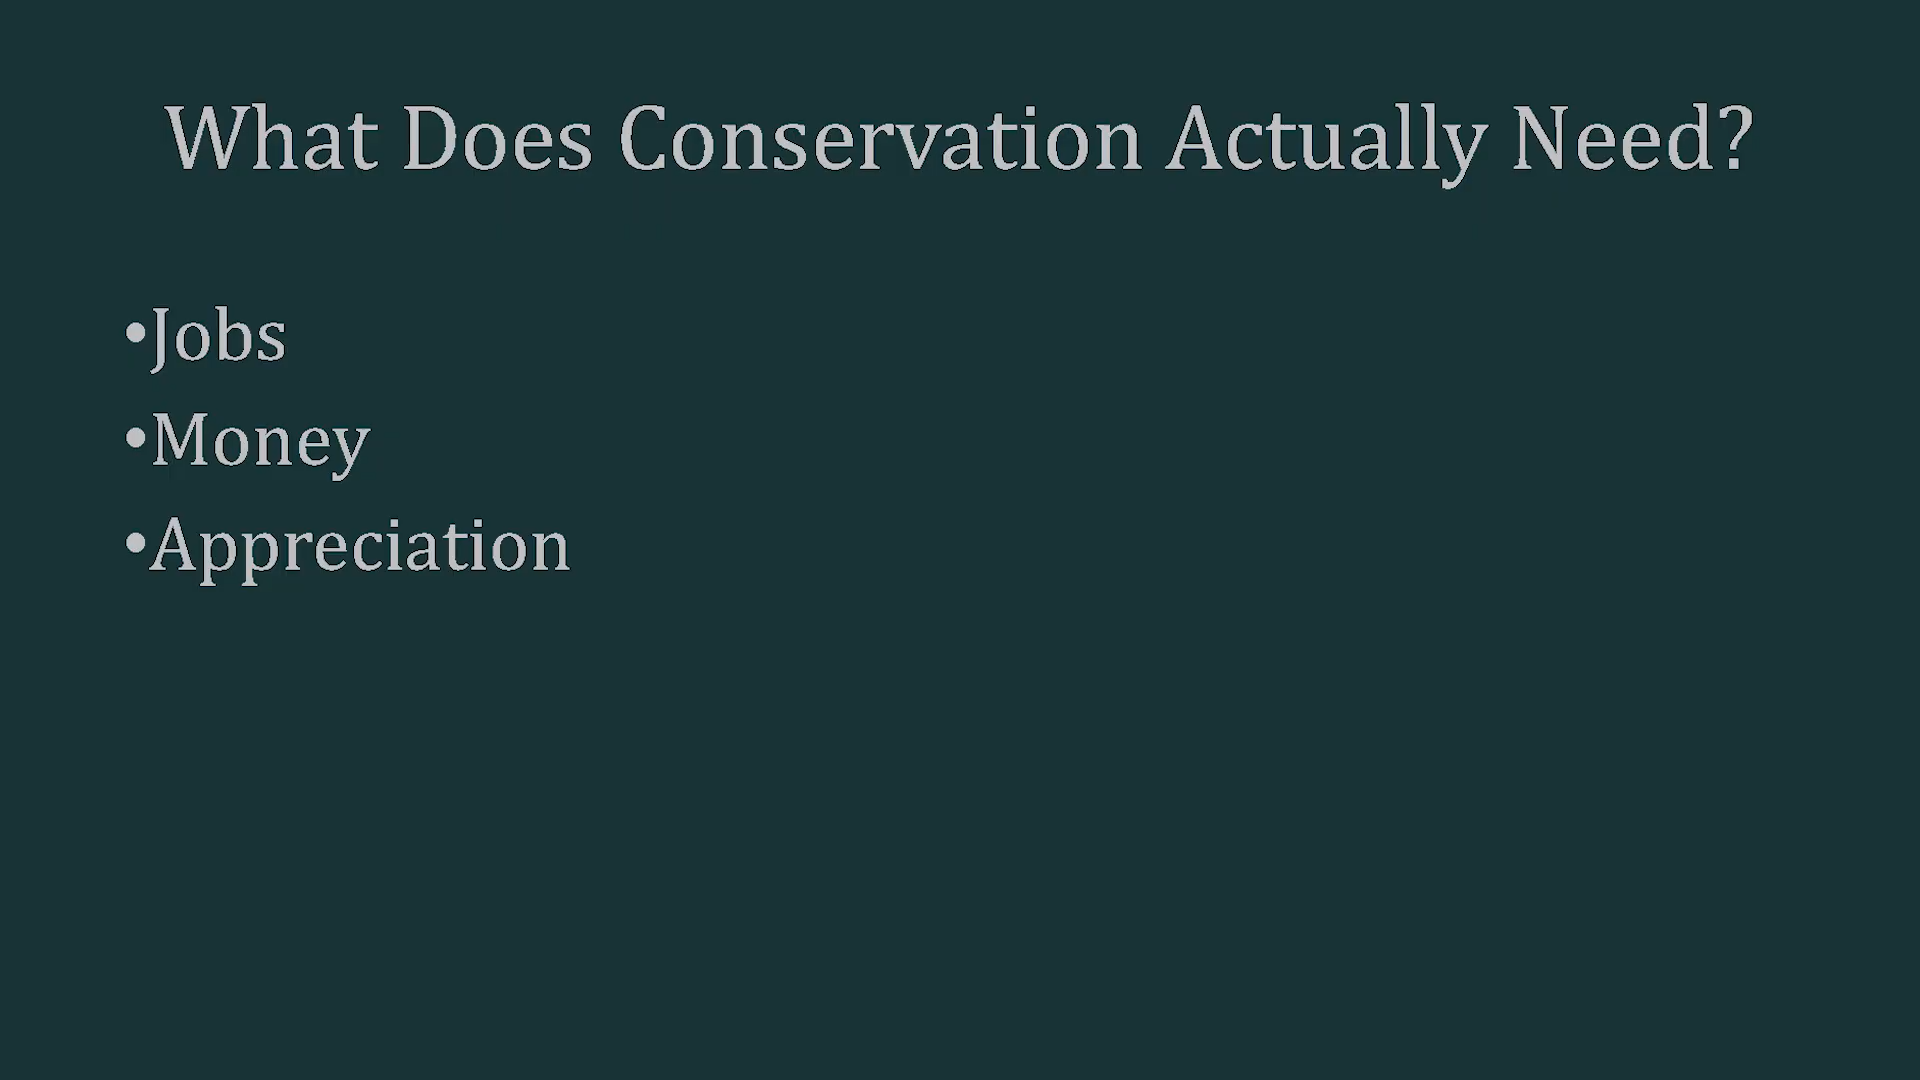 What Does Conservation Actually Need?
•Jobs
•Money
•Appreciation